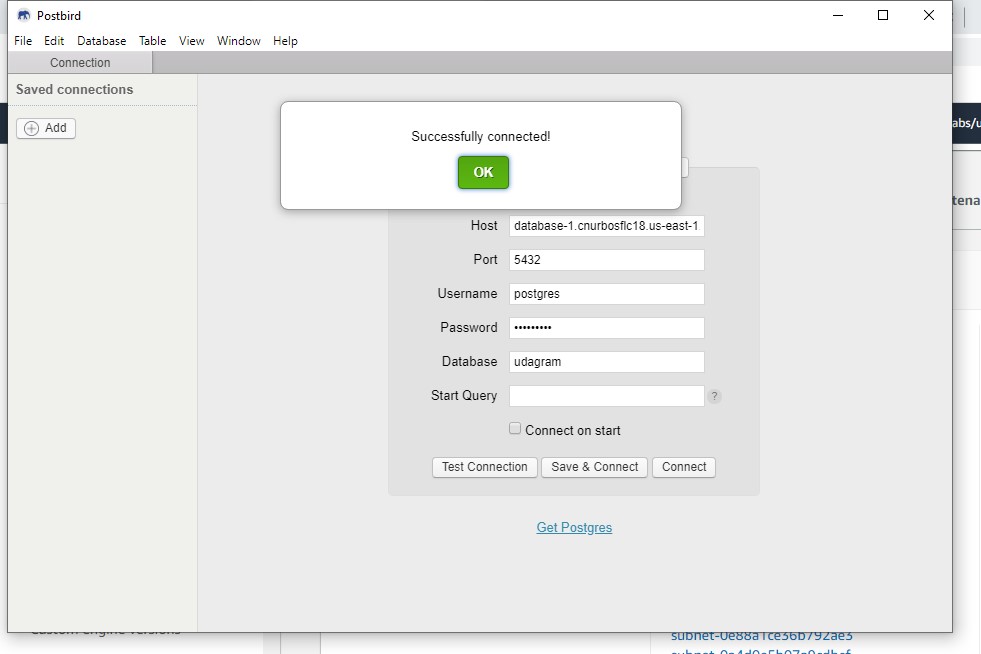 Postbird
File Edit Database Table View Window Help
Connection
Saved connections
Add
Successfully connected!
OK
Host database-1.cnurbosflc18.us-east-1
Port 5432
Username postgres
Password •••••••••
Database udagram
Start Query ?
Connect on start
Test Connection Save & Connect Connect
Get Postgres
abs/u
tena
Custom engine versions
subnet-0e88a1ce36b792ae3